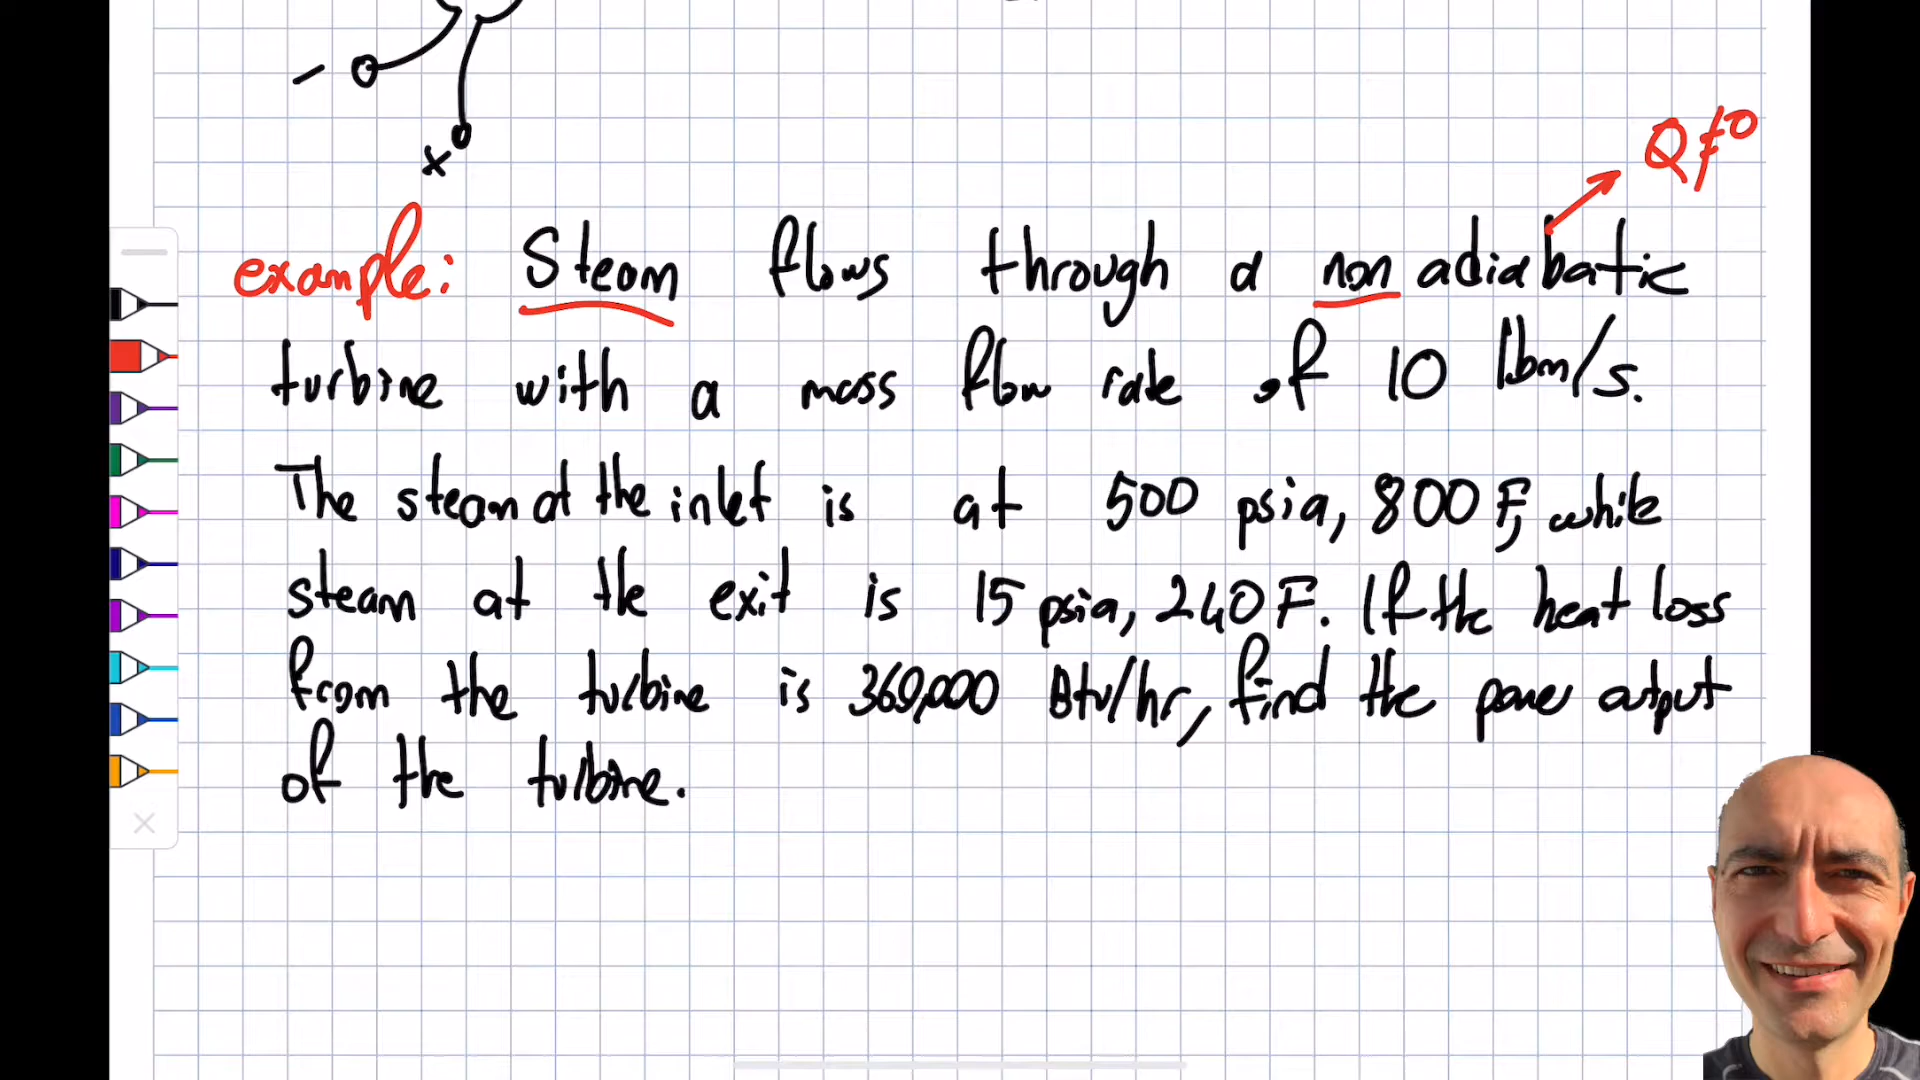 Q≠0
example: Steam flows through a non adiabatic
turbine with a mass flow rate of 10 lbm/s.
The steam at the inlet is at 500 psia, 800 F, while
steam at the exit is 15 psia, 240 F. If the heat loss
from the turbine is 360,000 Btu/hr, find the power output
of the turbine.